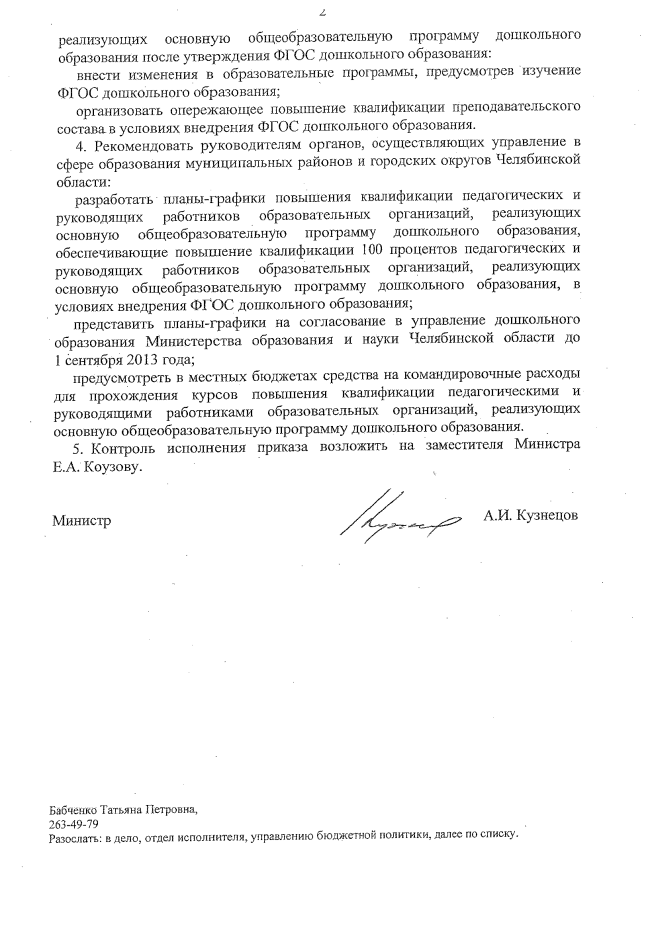 2
реализующих основную общеобразовательную программу дошкольного
образования после утверждения ФГОС дошкольного образования:
внести изменения в образовательные программы, предусмотрев изучение
ФГОС дошкольного образования;
организовать опережающее повышение квалификации преподавательского
состава в условиях внедрения ФГОС дошкольного образования.
4. Рекомендовать руководителям органов, осуществляющих управление в
сфере образования муниципальных районов и городских округов Челябинской
области:
разработать планы-графики повышения квалификации педагогических и
руководящих работников образовательных организаций, реализующих
основную общеобразовательную программу дошкольного образования,
обеспечивающие повышение квалификации 100 процентов педагогических и
руководящих работников образовательных организаций, реализующих
основную общеобразовательную программу дошкольного образования, в
условиях внедрения ФГОС дошкольного образования;
представить планы-графики на согласование в управление дошкольного
образования Министерства образования и науки Челябинской области до
1 сентября 2013 года;
предусмотреть в местных бюджетах средства на командировочные расходы
для прохождения курсов повышения квалификации педагогическими и
руководящими работниками образовательных организаций, реализующих
основную общеобразовательную программу дошкольного образования.
5. Контроль исполнения приказа возложить на заместителя Министра
Е.А. Коузову.
Министр А.И. Кузнецов
Бабченко Татьяна Петровна,
263-49-79
Разослать: в дело, отдел исполнителя, управлению бюджетной политики, далее по списку.